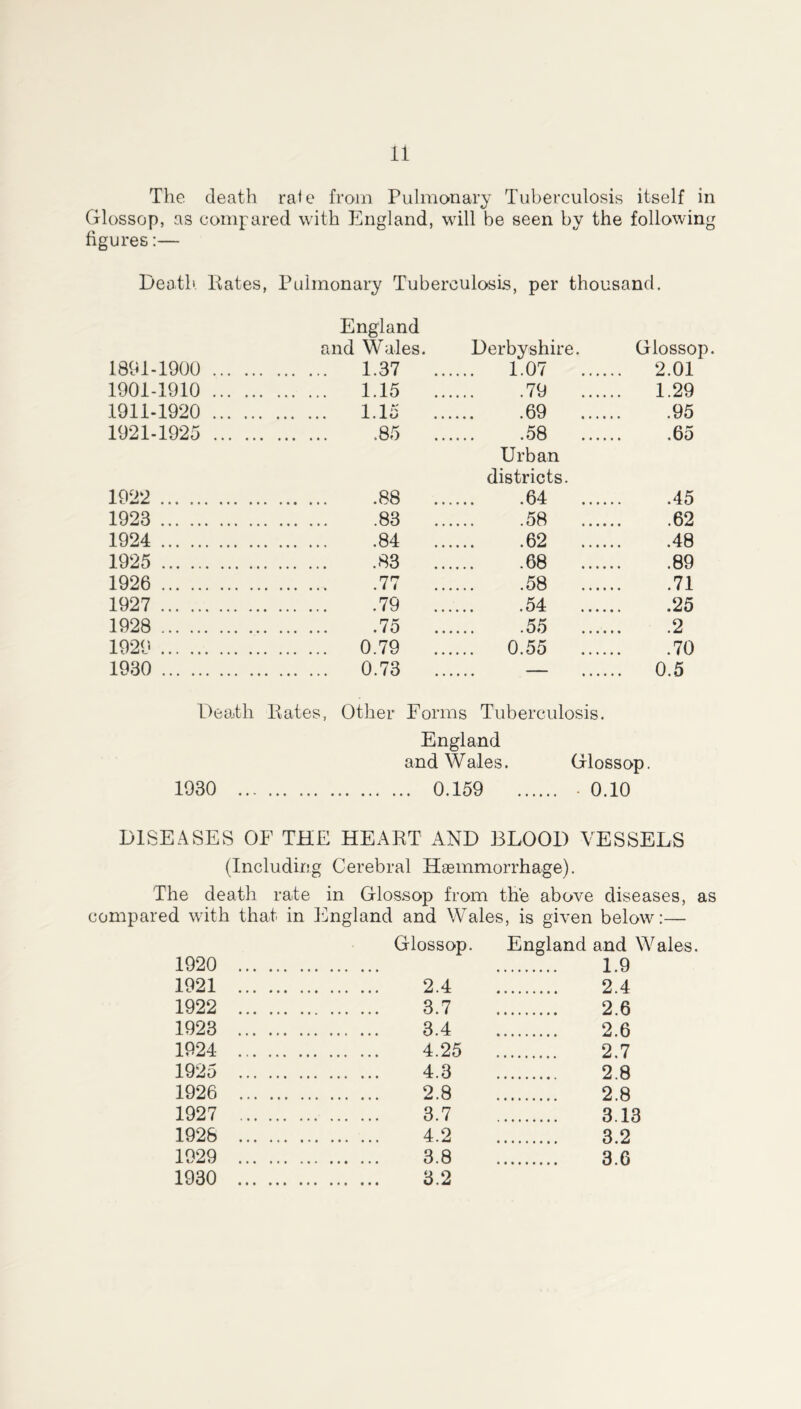 11
The death rate from Pulmonary Tuberculosis itself in
Glossop, as compared with England, will be seen by the following
figures:—
Death Rates, Pulmonary Tuberculosis, per thousand.
England
and Wales. Derbyshire. Glossop.
1891-1900 ... ... ... ... 1.37 ...... 1.07 ...... 2.01
1901-1910 ... ... ... ... 1.15 ...... .79 ...... 1.29
1911-1920 ... ... ... ... 1.15 ...... .69 ...... .95
1921-1925 ... ... ... ... .85 ...... .58 ...... .65
Urban
districts.
1922 ... ... ... ... ... ... .88 ...... .64 ...... .45
1923 ... ... ... ... ... ... .83 ...... .58 ...... .62
1924 ... ... ... ... ... ... .84 ...... .62 ...... .48
1925 ... ... ... ... ... ... .83 ...... .68 ...... .89
1926 ... ... ... ... ... ... .77 ...... .58 ...... .71
1927 ... ... ... ... ... ... .79 ...... .54 ...... .25
1928 ... ... ... ... ... ... .75 ...... .55 ...... .2
1929 ... ... ... ... ... ... 0.79 ...... 0.55 ...... .70
1930 ... ... ... ... ... ... 0.73 ...... — ...... 0.5
Death Rates, Other Forms Tuberculosis.
England
and Wales. Glossop.
1930 ... ... ... ... ... ... ... 0.159 ...... 0.10
DISEASES OF THE HEART AND BLOOD VESSELS
(Including Cerebral Hæmmorrhage).
The death rate in Glossop from the above diseases, as
compared with that in England and Wales, is given below:—
Glossop. England and Wales.
1920 ... ... ... ... ... ......... 1.9
1921 ... ... ... ... ... ... 2.4 ......... 2.4
1922 ... ... ... ... ... ... 3.7 ......... 2.6
1923 ... ... ... ... ... ... 3.4 ......... 2.6
1924 ... ... ... ... ... ... 4.25 ......... 2.7
1925 ... ... ... ... ... ... 4.3 ......... 2.8
1926 ... ... ... ... ... ... 2.8 ......... 2.8
1927 ... ... ... ... ... ... 3.7 ......... 3.13
1928 ... ... ... ... ... ... 4.2 ......... 3.2
1929 ... ... ... ... ... ... 3.8 ......... 3.6
1930 ... ... ... ... ... ... 3.2